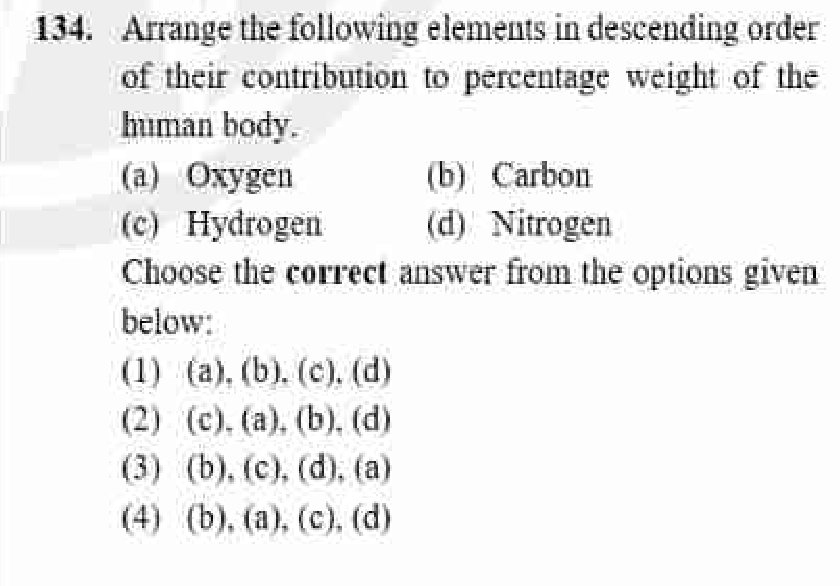 134. Arrange the following elements in descending order
of their contribution to percentage weight of the
human body.
(a) Oxygen (b) Carbon
(c) Hydrogen (d) Nitrogen
Choose the correct answer from the options given
below:
(1) (a), (b), (c), (d)
(2) (c), (a), (b), (d)
(3) (b), (c), (d), (a)
(4) (b), (a), (c), (d)